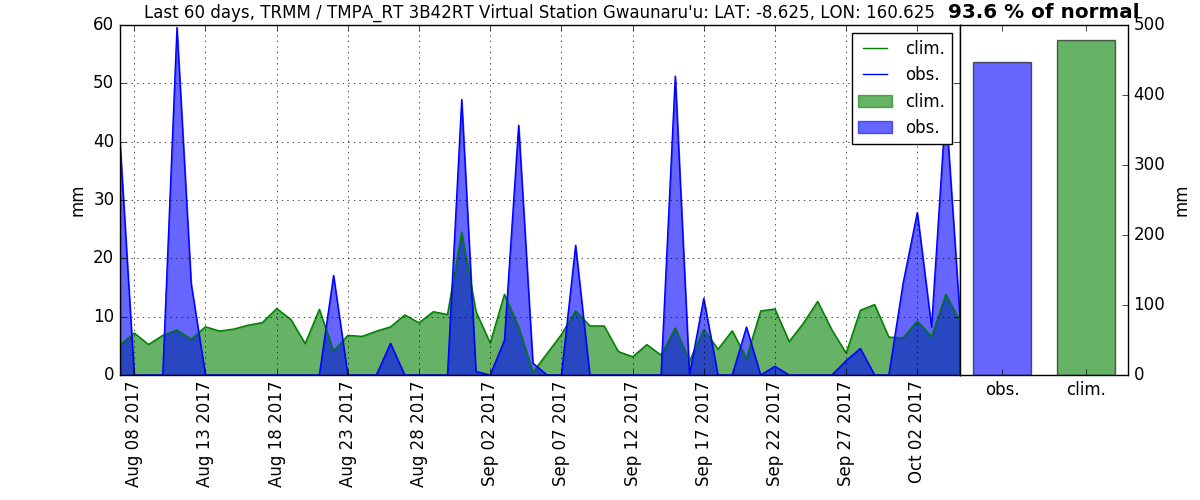 Last 60 days, TRMM / TMPA_RT 3B42RT Virtual Station Gwaunaru'u: LAT: -8.625, LON: 160.625 93.6 % of normal
60
50
40
30
20
10
0
mm
clim.
obs.
clim.
obs.
500
400
300
200
100
0
mm
obs.
clim.
Aug 08 2017
Aug 13 2017
Aug 18 2017
Aug 23 2017
Aug 28 2017
Sep 02 2017
Sep 07 2017
Sep 12 2017
Sep 17 2017
Sep 22 2017
Sep 27 2017
Oct 02 2017